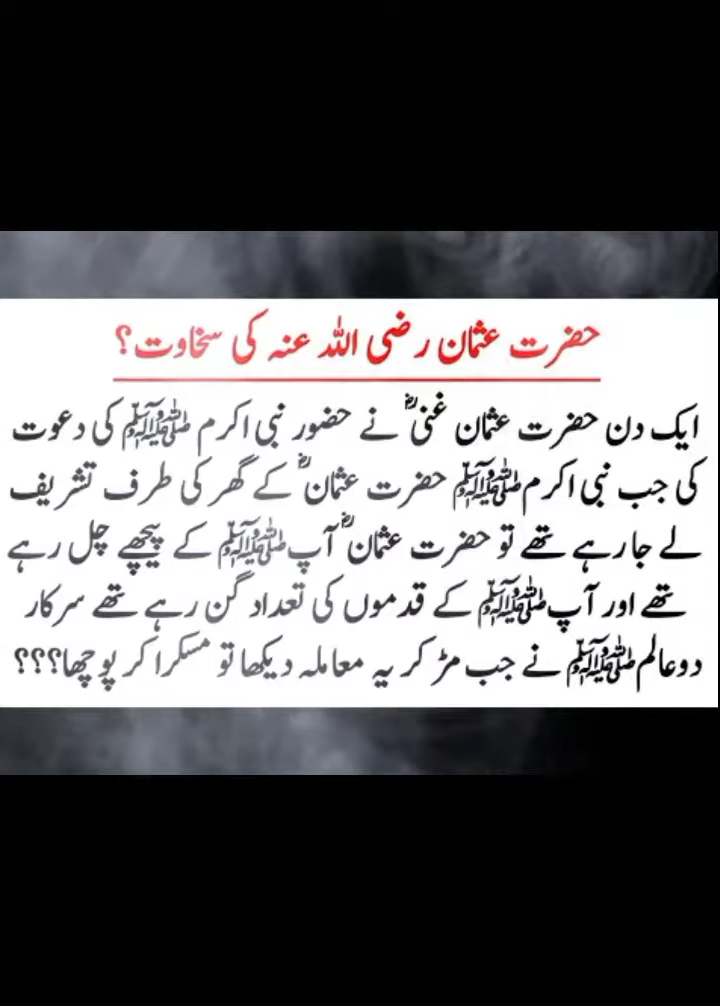 حضرت عثمان رضی اللہ عنہ کی سخاوت؟
ایک دن حضرت عثمان غنیؓ نے حضور نبی اکرم ﷺ کی دعوت
کی جب نبی اکرم ﷺ حضرت عثمانؓ کے گھر کی طرف تشریف
لے جا رہے تھے تو حضرت عثمانؓ آپ ﷺ کے پیچھے چل رہے
تھے اور آپ ﷺ کے قدموں کی تعداد گن رہے تھے سرکار
دو عالم ﷺ نے جب مڑ کر یہ معاملہ دیکھا تو مسکرا کر پوچھا؟؟؟